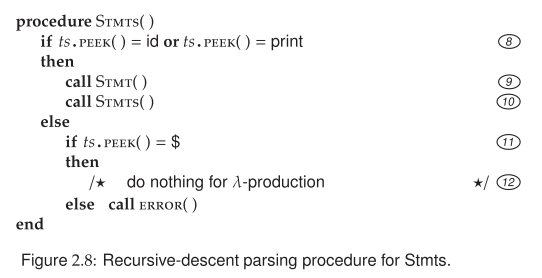 procedure STMTS( )
if ts.PEEK( ) = id or ts.PEEK( ) = print ⑧
then
call STMT( ) ⑨
call STMTS( ) ⑩
else
if ts.PEEK( ) = $ ⑪
then
/★ do nothing for λ-production ★/ ⑫
else call ERROR( )
end
Figure 2.8: Recursive-descent parsing procedure for Stmts.